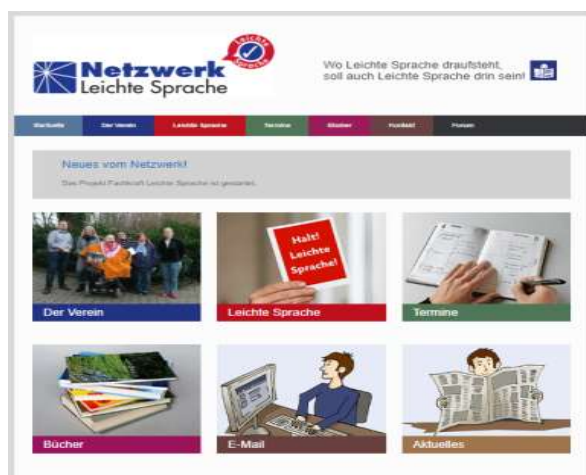 Leichte
Sprache
Netzwerk
Leichte Sprache
Wo Leichte Sprache draufsteht,
soll auch Leichte Sprache drin sein!
Startseite Der Verein Leichte Sprache Termine Bücher Kontakt Forum
Neues vom Netzwerk!
Das Projekt Fachkraft Leichte Sprache ist gestartet.
Halt!
Leichte
Sprache!
Der Verein Leichte Sprache Termine
Bücher E-Mail Aktuelles